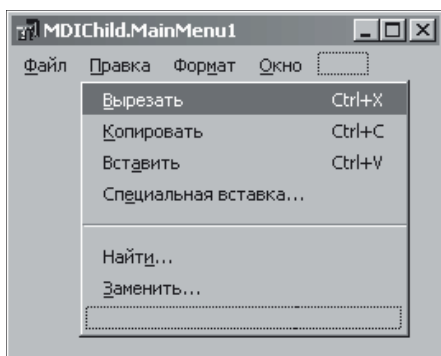 MDIChild.MainMenu1
Файл Правка Формат Окно
Вырезать Ctrl+X
Копировать Ctrl+C
Вставить Ctrl+V
Специальная вставка...
Найти...
Заменить...